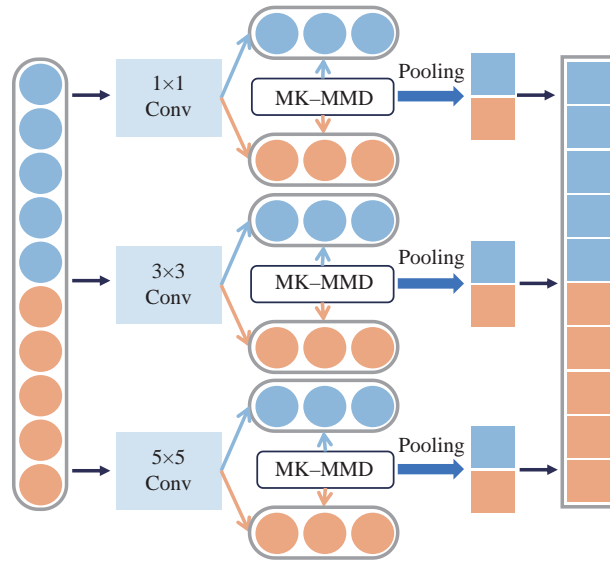 1×1
Conv
MK–MMD
Pooling
3×3
Conv
MK–MMD
Pooling
5×5
Conv
MK–MMD
Pooling